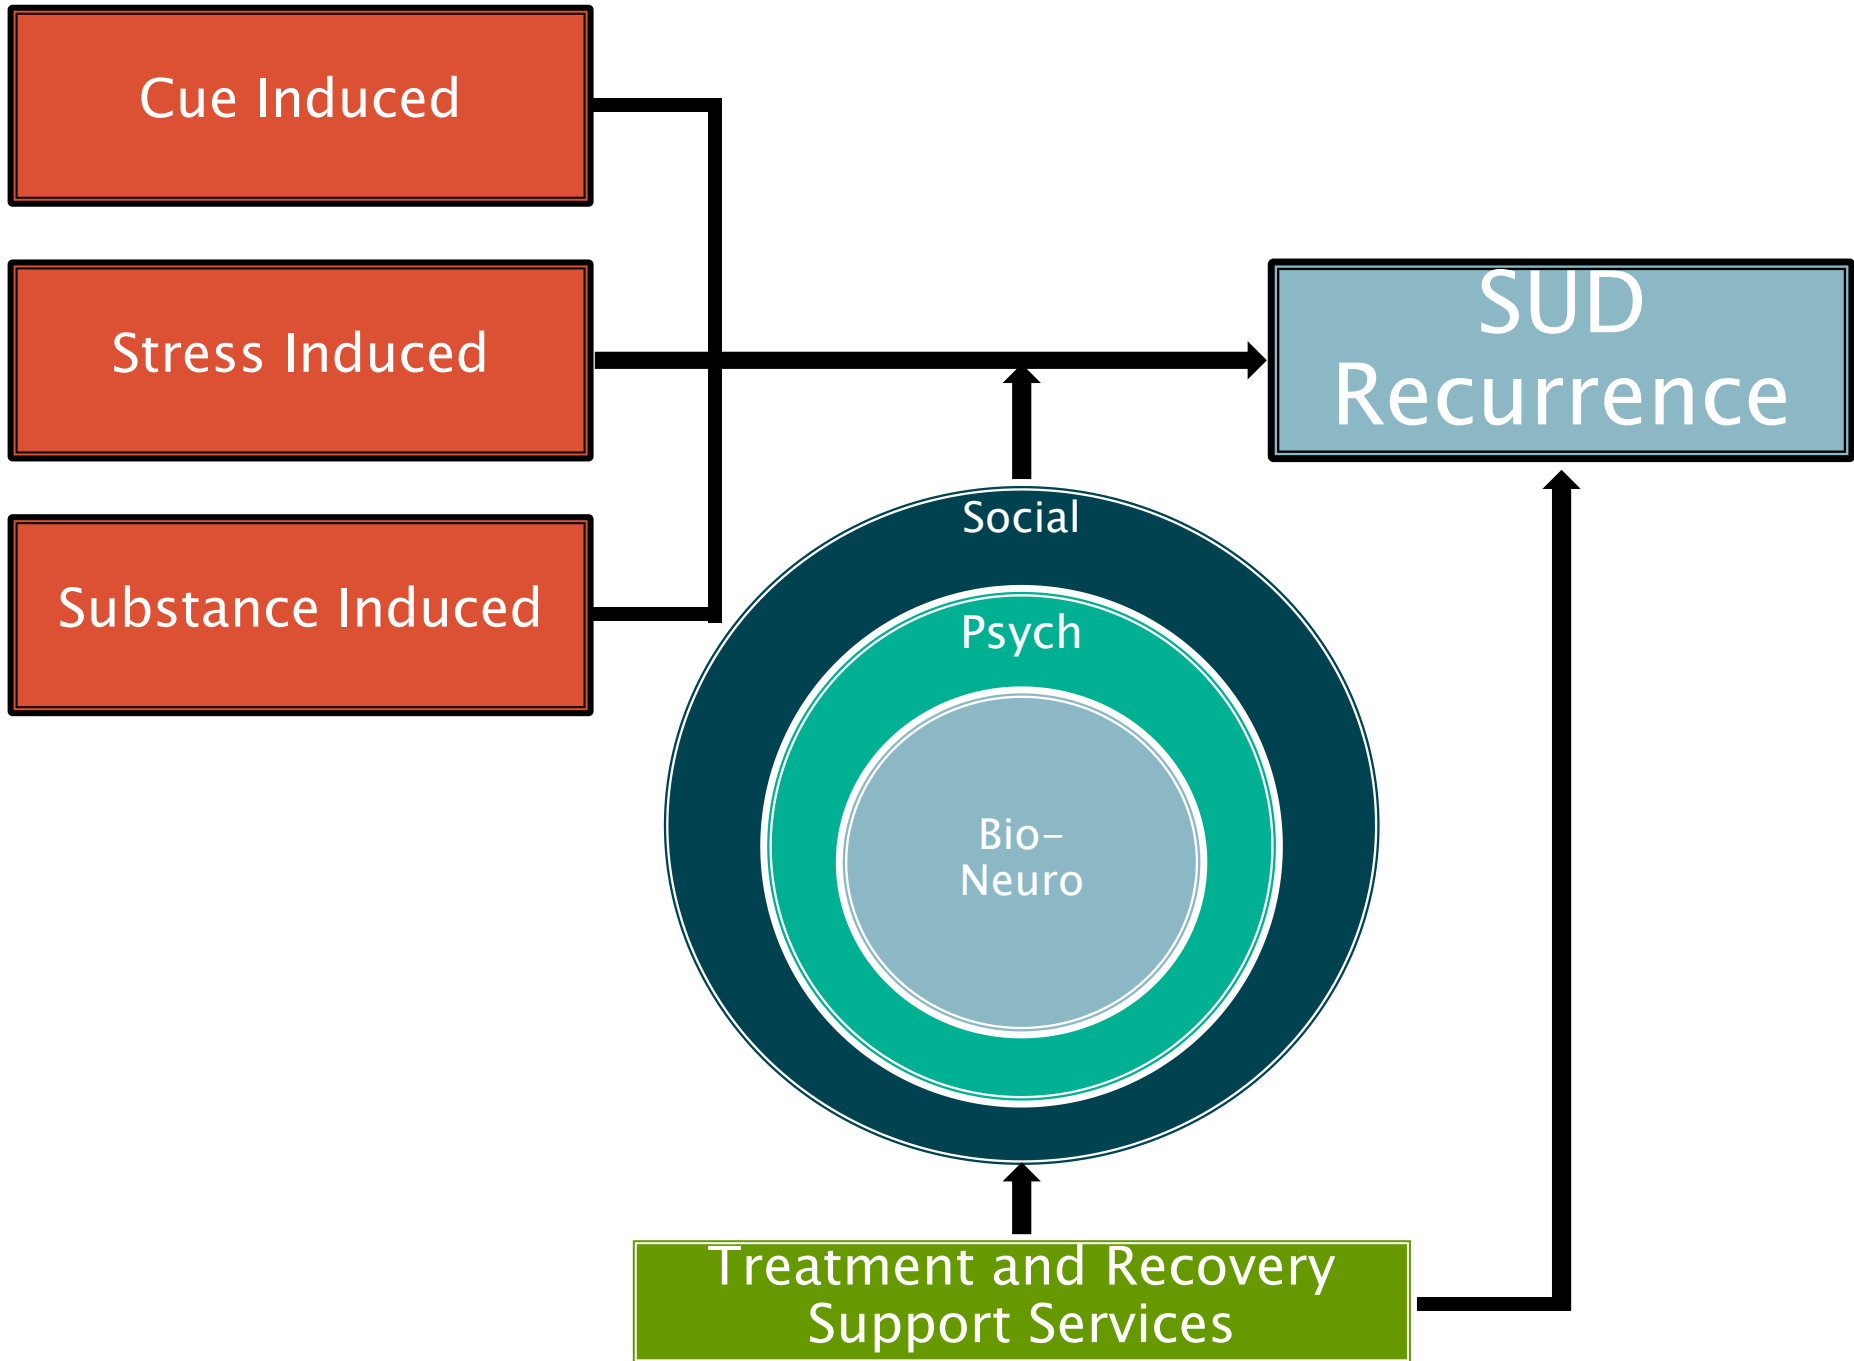 Cue Induced
Stress Induced
SUD
Recurrence
Substance Induced
Social
Psych
Bio-
Neuro
Treatment and Recovery
Support Services